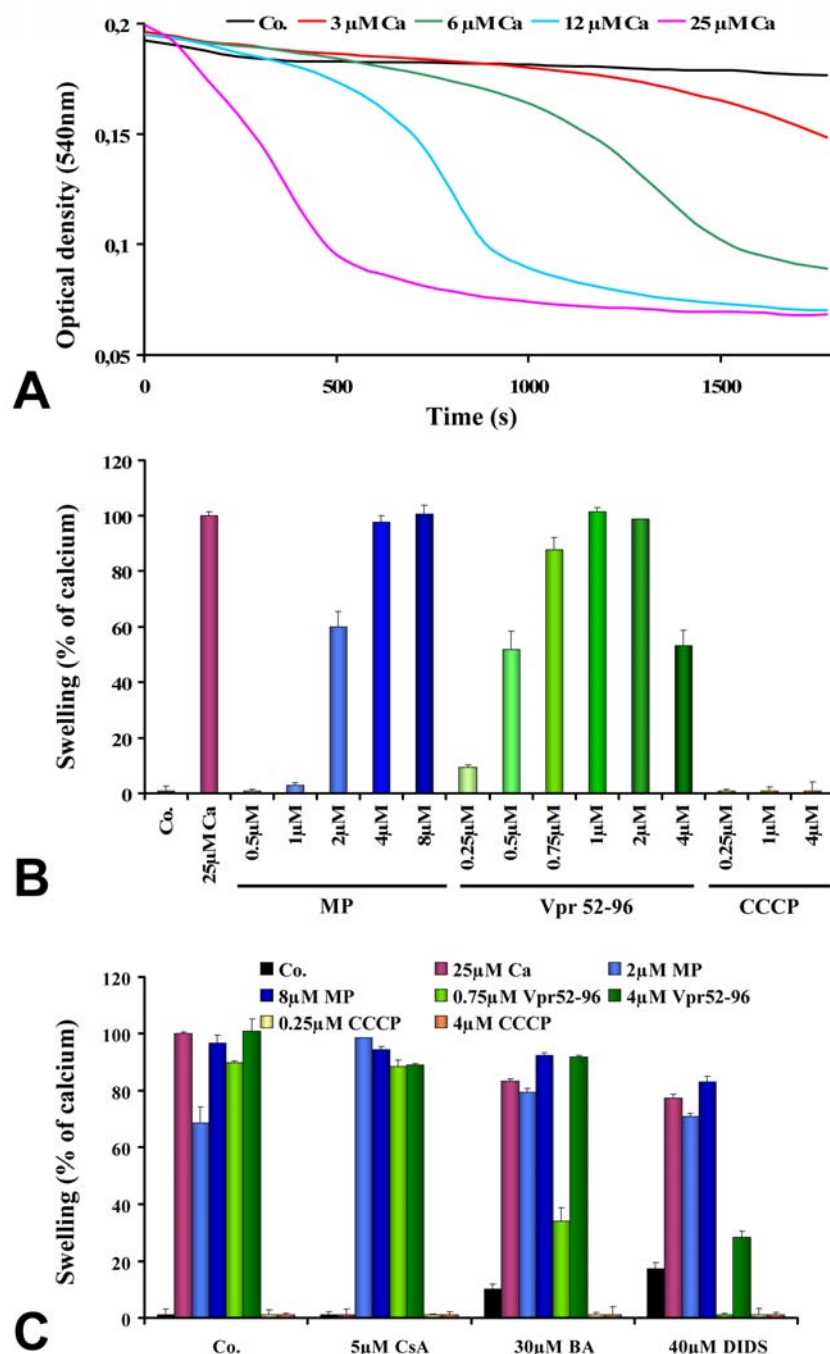 Co. 3 µM Ca 6 µM Ca 12 µM Ca 25 µM Ca
0,2
0,15
0,1
0,05
Optical density (540nm)
0 500 1000 1500
Time (s)
A
120
100
80
60
40
20
0
Swelling (% of calcium)
Co. 25µM Ca 0.5µM 1µM 2µM 4µM 8µM 0.25µM 0.5µM 0.75µM 1µM 2µM 4µM 0.25µM 1µM 4µM
MP Vpr 52-96 CCCP
B
Co. 25µM Ca 2µM MP
8µM MP 0.75µM Vpr52-96 4µM Vpr52-96
0.25µM CCCP 4µM CCCP
120
100
80
60
40
20
0
Swelling (% of calcium)
Co. 5µM CsA 30µM BA 40µM DIDS
C